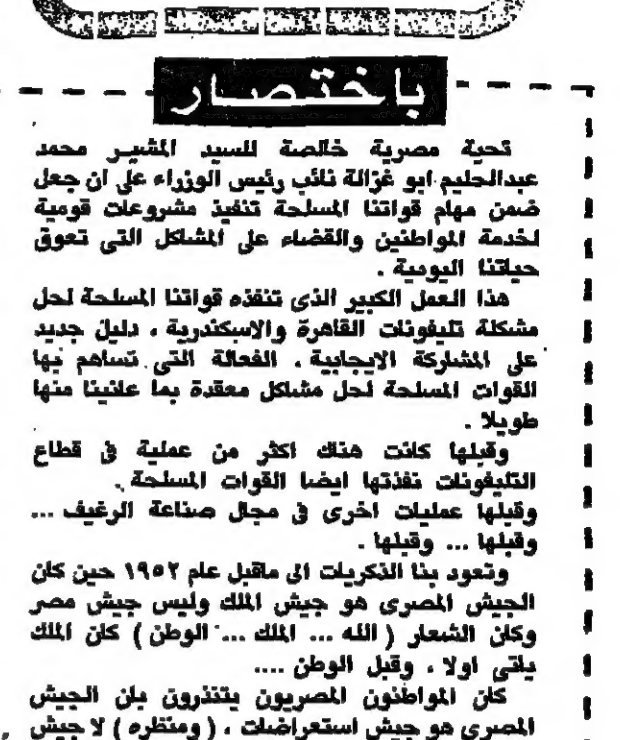 باختصار
تحية مصرية خالصة للسيد المشير محمد
عبدالحليم ابو غزالة نائب رئيس الوزراء على ان جعل
ضمن مهام قواتنا المسلحة تنفيذ مشروعات قومية
لخدمة المواطنين والقضاء على المشاكل التى تعوق
حياتنا اليومية .
هذا العمل الكبير الذى تنفذه قواتنا المسلحة لحل
مشكلة تليفونات القاهرة والاسكندرية ، دليل جديد
على المشاركة الايجابية . الفعالة التى تساهم بها
القوات المسلحة لحل مشاكل معقدة بما عانينا منها
طويلا .
وقبلها كانت هناك اكثر من عملية فى قطاع
التليفونات نفذتها ايضا القوات المسلحة .
وقبلها عمليات اخرى فى مجال صناعة الرغيف ...
وقبلها ... وقبلها .
وتعود بنا الذكريات الى ماقبل عام ١٩٥٢ حين كان
الجيش المصرى هو جيش الملك وليس جيش مصر
وكان الشعار ( الله ... الملك ... الوطن ) كان الملك
ياتى اولا ، وقبل الوطن ....
كان المواطنون المصريون يتندرون بان الجيش
المصرى هو جيش استعراضات ، ( ومنظره ) لا جيش